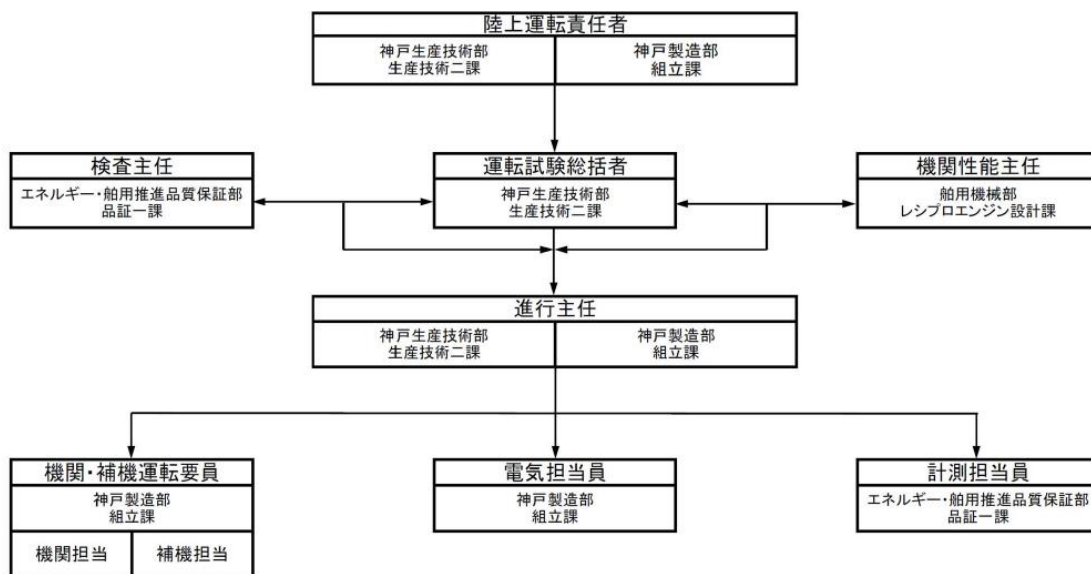 陸上運転責任者
神戸生産技術部
生産技術二課
神戸製造部
組立課
検査主任
エネルギー・舶用推進品質保証部
品証一課
運転試験総括者
神戸生産技術部
生産技術二課
機関性能主任
舶用機械部
レシプロエンジン設計課
進行主任
神戸生産技術部
生産技術二課
神戸製造部
組立課
機関・補機運転要員
神戸製造部
組立課
機関担当
補機担当
電気担当員
神戸製造部
組立課
計測担当員
エネルギー・舶用推進品質保証部
品証一課